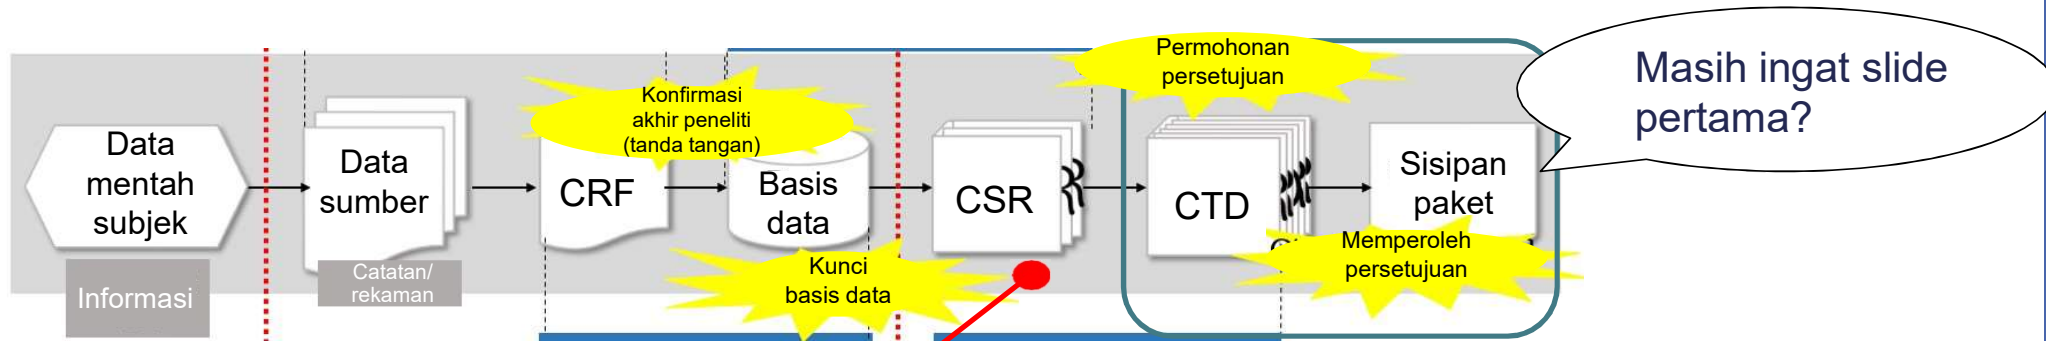 Data
mentah
subjek
Informasi
Data
sumber
Catatan/
rekaman
CRF
Konfirmasi
akhir peneliti
(tanda tangan)
Basis
data
Kunci
basis data
CSR
Permohonan
persetujuan
CTD
Sisipan
paket
Memperoleh
persetujuan
Masih ingat slide
pertama?